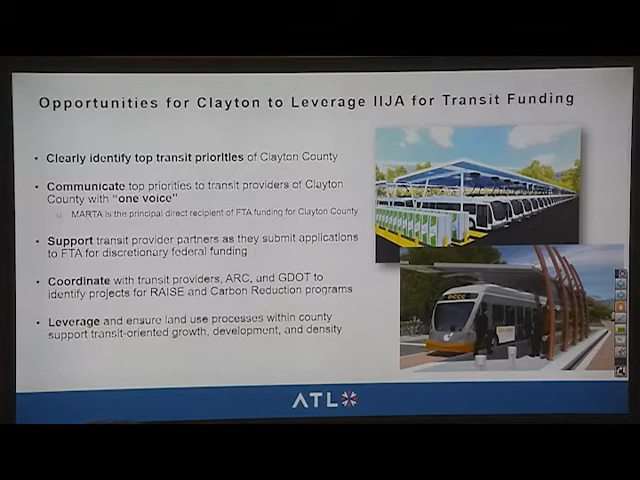 Opportunities for Clayton to Leverage IIJA for Transit Funding
• Clearly identify top transit priorities of Clayton County
• Communicate top priorities to transit providers of Clayton
County with “one voice”
o MARTA is the principal direct recipient of FTA funding for Clayton County
• Support transit provider partners as they submit applications
to FTA for discretionary federal funding
• Coordinate with transit providers, ARC, and GDOT to
identify projects for RAISE and Carbon Reduction programs
• Leverage and ensure land use processes within county
support transit-oriented growth, development, and density
ATL